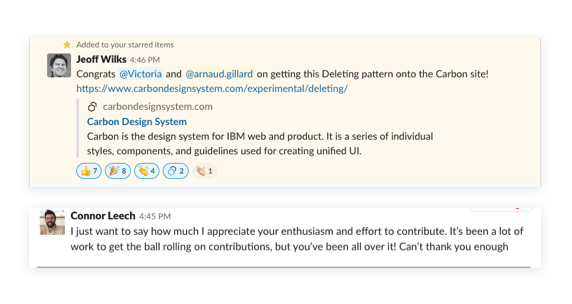 Added to your starred items
Jeoff Wilks 4:46 PM
Congrats @Victoria and @arnaud.gillard on getting this Deleting pattern onto the Carbon site!
https://www.carbondesignsystem.com/experimental/deleting/
carbondesignsystem.com
Carbon Design System
Carbon is the design system for IBM web and product. It is a series of individual
styles, components, and guidelines used for creating unified UI.
7 8 4 2 1
Connor Leech 4:45 PM
I just want to say how much I appreciate your enthusiasm and effort to contribute. It's been a lot of
work to get the ball rolling on contributions, but you've been all over it! Can't thank you enough